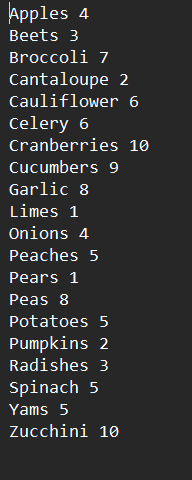 Apples 4
Beets 3
Broccoli 7
Cantaloupe 2
Cauliflower 6
Celery 6
Cranberries 10
Cucumbers 9
Garlic 8
Limes 1
Onions 4
Peaches 5
Pears 1
Peas 8
Potatoes 5
Pumpkins 2
Radishes 3
Spinach 5
Yams 5
Zucchini 10